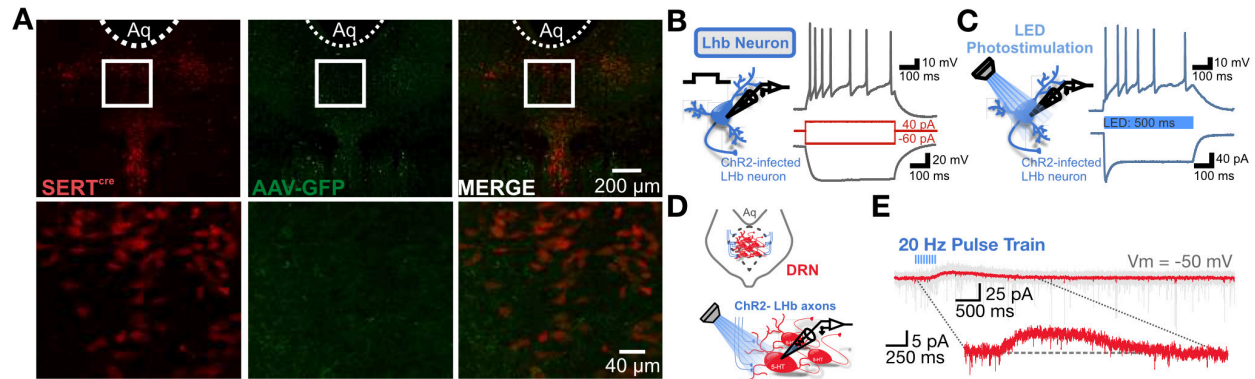 A
Aq
SERTcre
Aq
AAV-GFP
Aq
MERGE
200 µm
40 µm
B
Lhb Neuron
ChR2-infected
LHb neuron
10 mV
100 ms
40 pA
-60 pA
20 mV
100 ms
C
LED
Photostimulation
ChR2-infected
LHb neuron
10 mV
100 ms
LED: 500 ms
40 pA
100 ms
D
Aq
DRN
ChR2- LHb axons
5-HT
5-HT
E
20 Hz Pulse Train
Vm = -50 mV
25 pA
500 ms
5 pA
250 ms